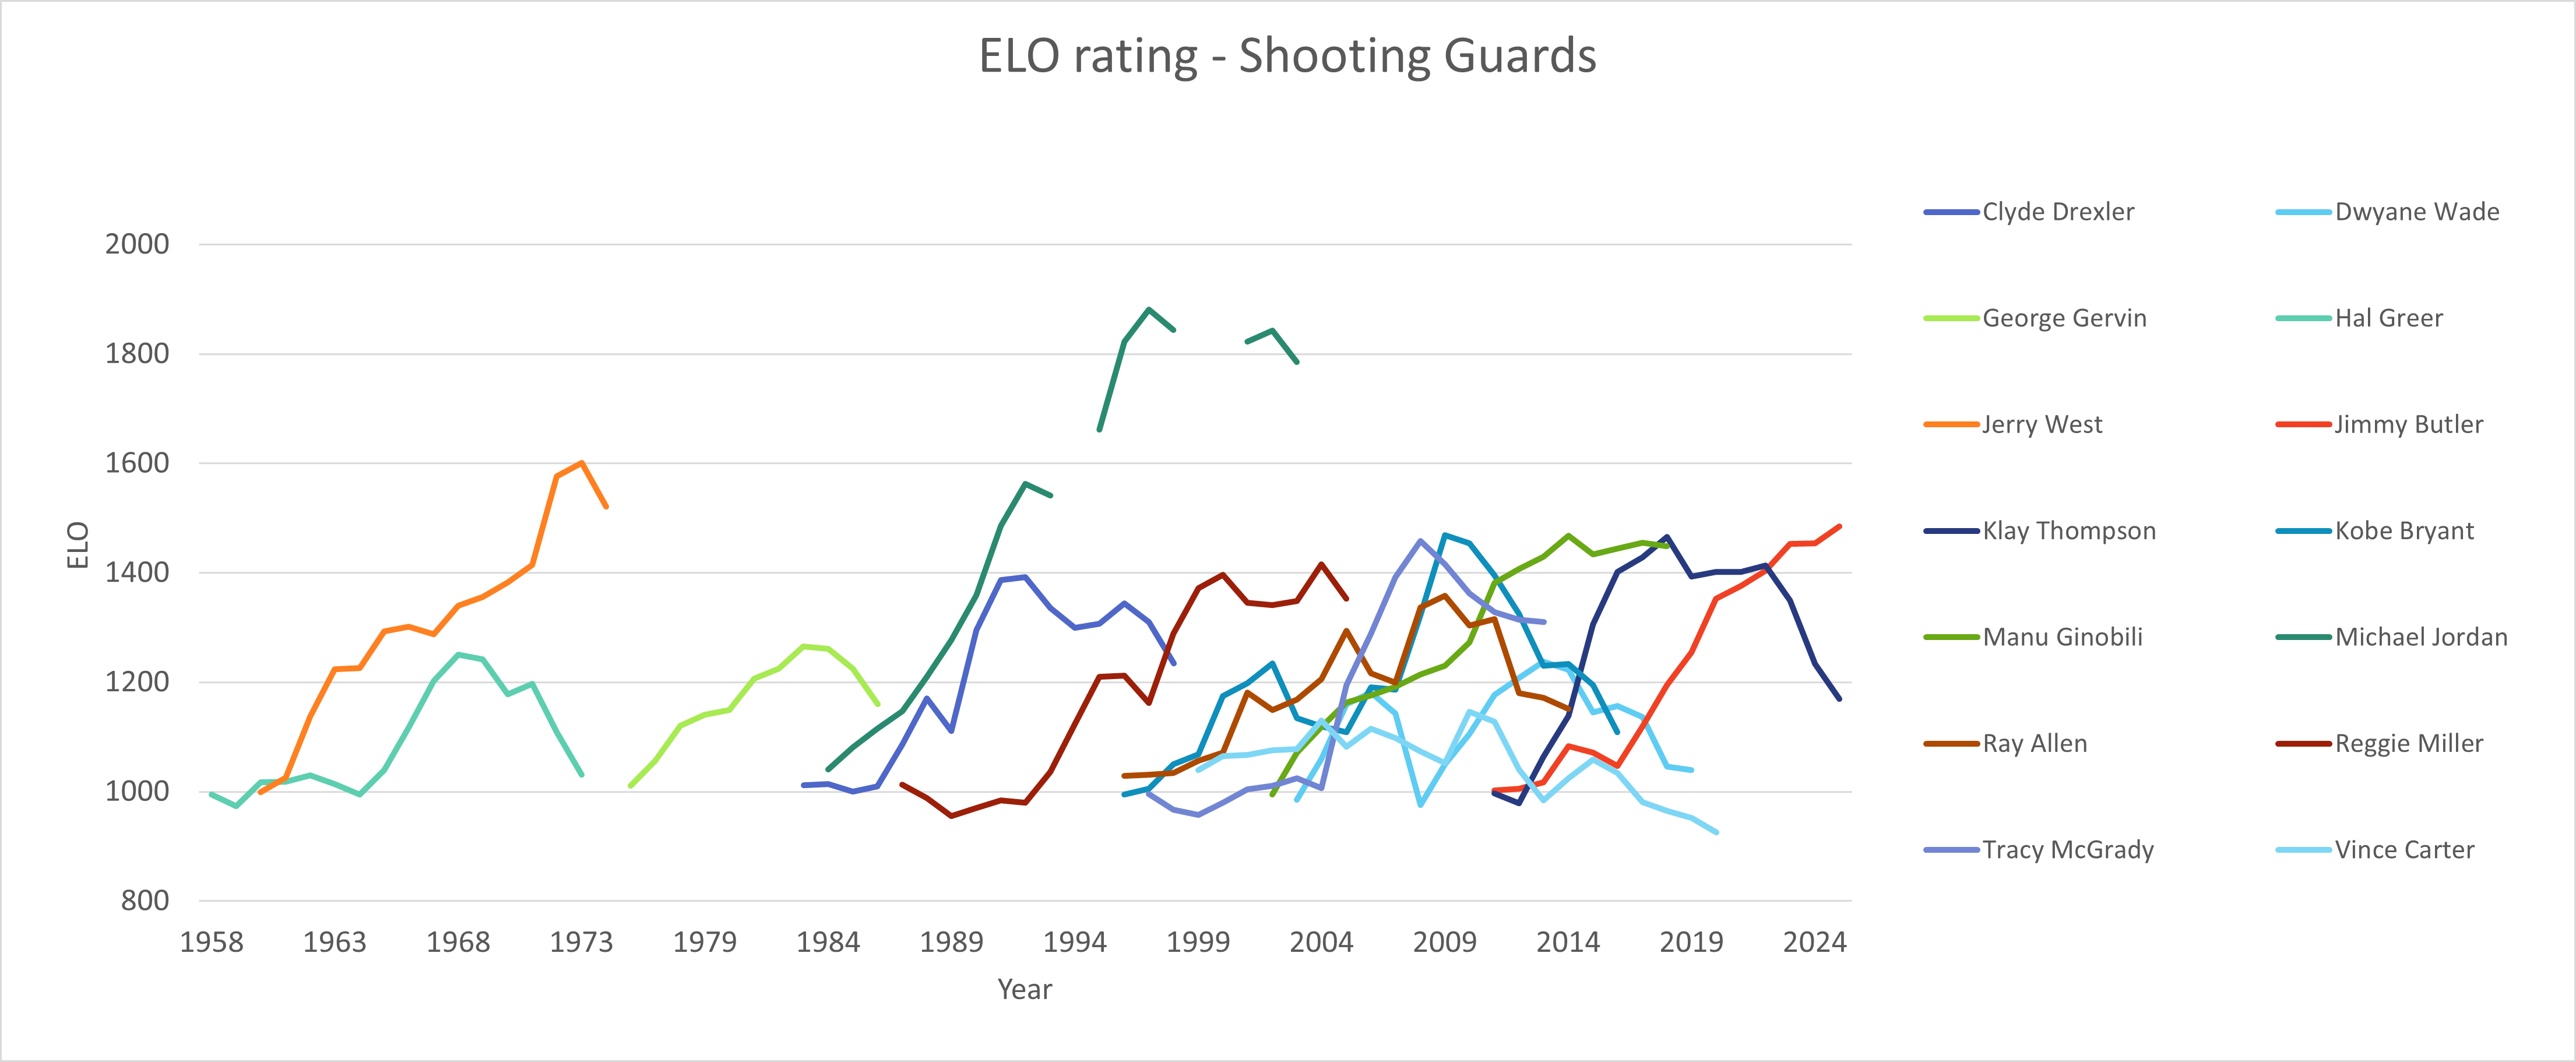 ELO rating - Shooting Guards
2000
1800
1600
1400
1200
1000
800
ELO
1958 1963 1968 1973 1979 1984 1989 1994 1999 2004 2009 2014 2019 2024
Year
Clyde Drexler Dwyane Wade
George Gervin Hal Greer
Jerry West Jimmy Butler
Klay Thompson Kobe Bryant
Manu Ginobili Michael Jordan
Ray Allen Reggie Miller
Tracy McGrady Vince Carter